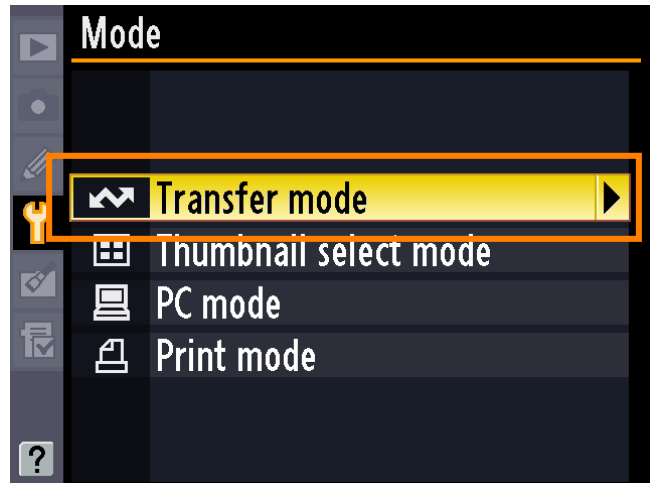 Mode
Transfer mode
Thumbnail select mode
PC mode
Print mode
?